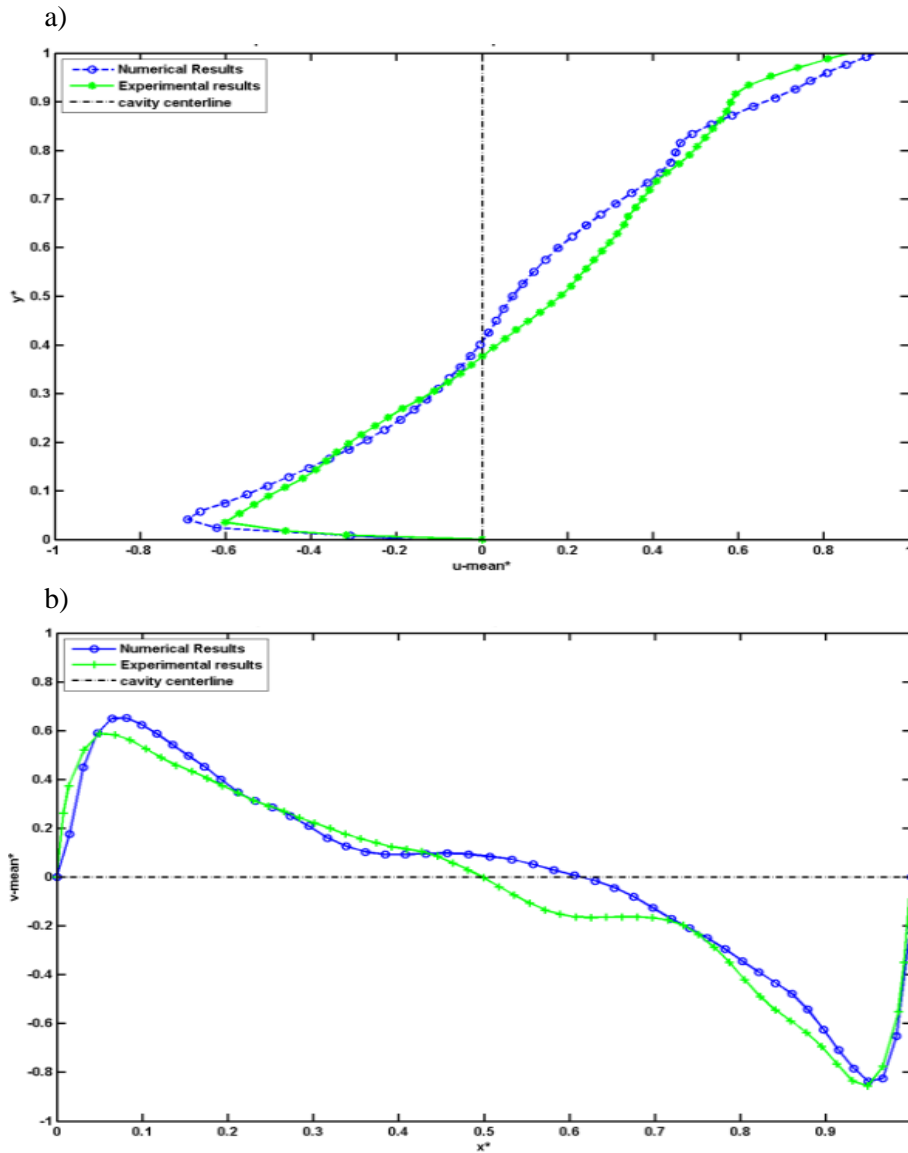 a)
1
0.9
0.8
0.7
0.6
0.5
0.4
0.3
0.2
0.1
0
y*
Numerical Results
Experimental results
cavity centerline
-1 -0.8 -0.6 -0.4 -0.2 0 0.2 0.4 0.6 0.8
u-mean*
b)
1
0.8
0.6
0.4
0.2
0
-0.2
-0.4
-0.6
-0.8
-1
v-mean*
Numerical Results
Experimental results
cavity centerline
0 0.1 0.2 0.3 0.4 0.5 0.6 0.7 0.8 0.9
x*